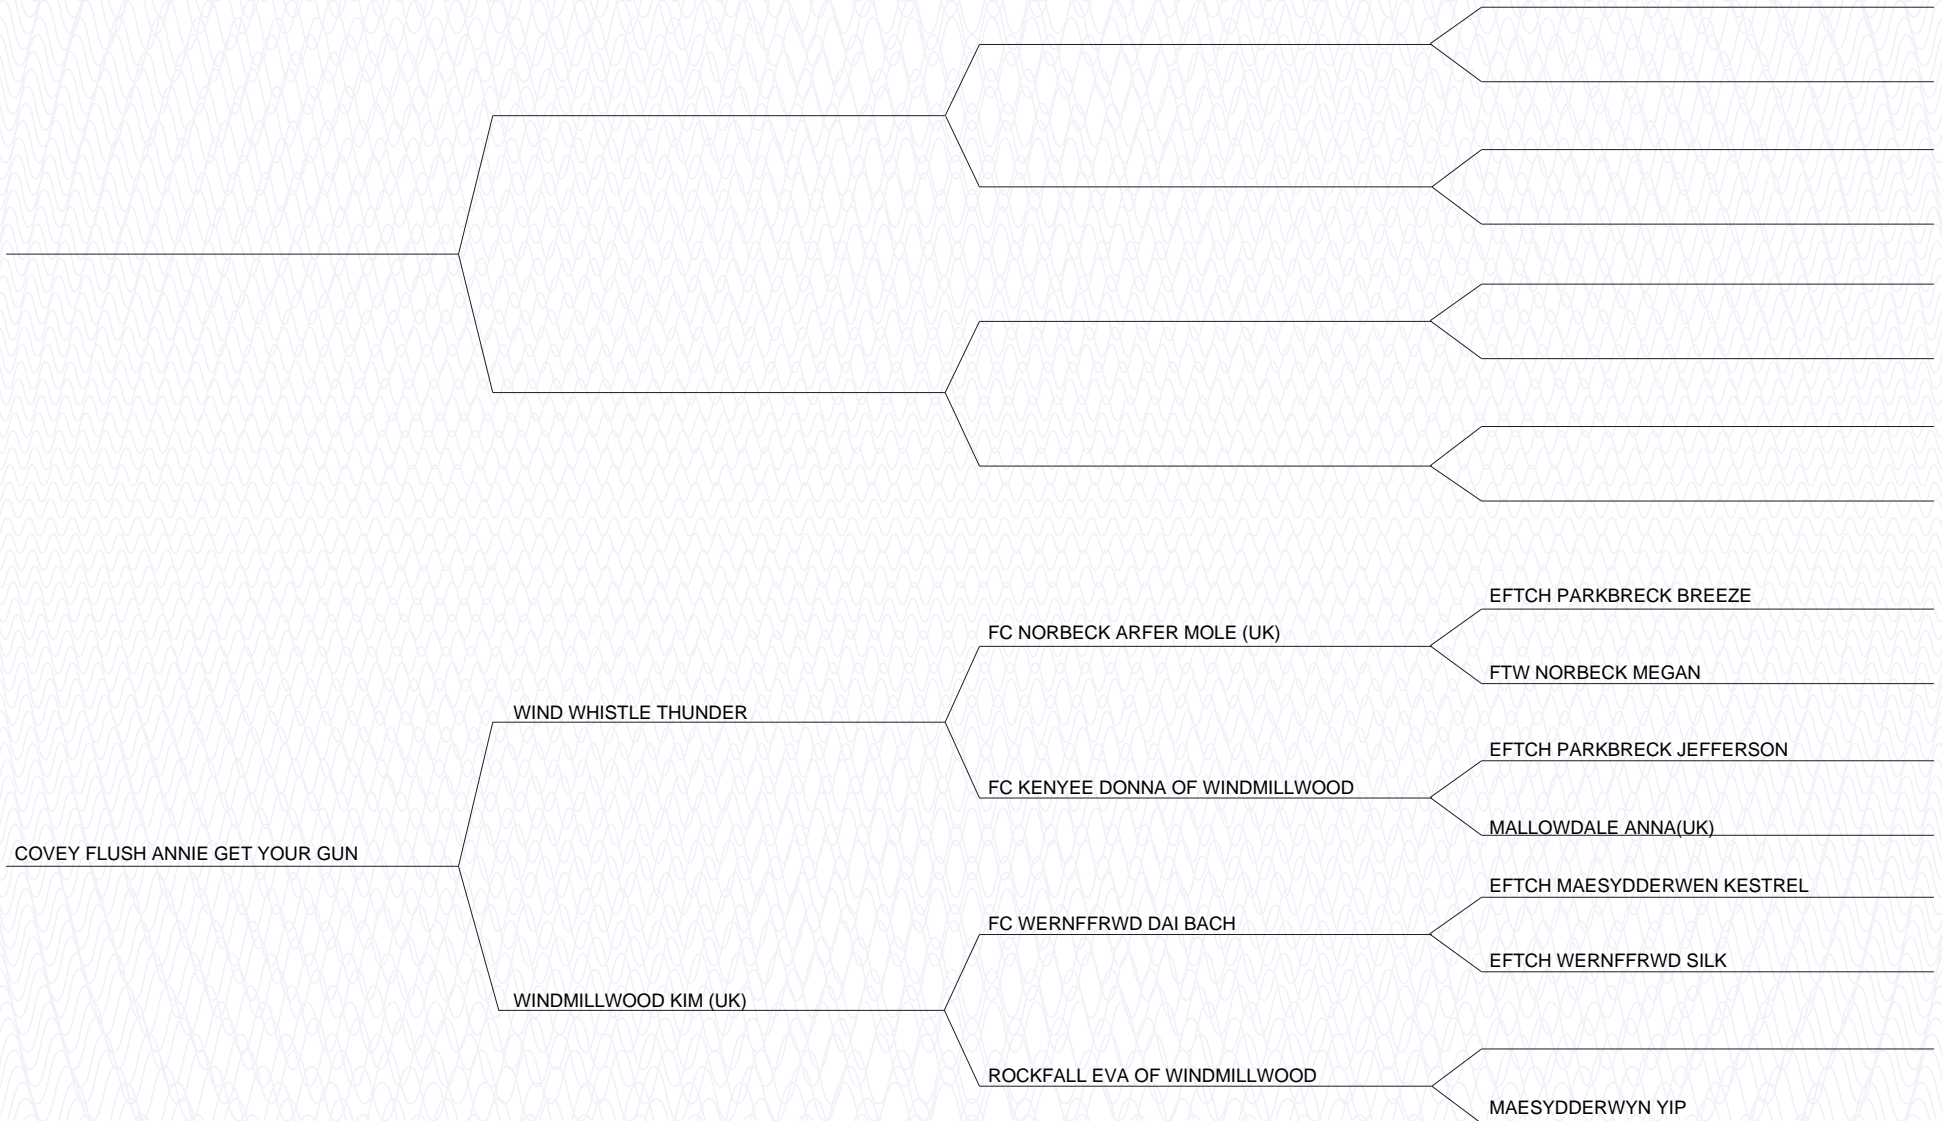 EFTCH PARKBRECK BREEZE
FC NORBECK ARFER MOLE (UK)
FTW NORBECK MEGAN
WIND WHISTLE THUNDER
EFTCH PARKBRECK JEFFERSON
FC KENYEE DONNA OF WINDMILLWOOD
MALLOWDALE ANNA(UK)
COVEY FLUSH ANNIE GET YOUR GUN
EFTCH MAESYDDERWEN KESTREL
FC WERNFFRWD DAI BACH
EFTCH WERNFFRWD SILK
WINDMILLWOOD KIM (UK)
ROCKFALL EVA OF WINDMILLWOOD
MAESYDDERWYN YIP